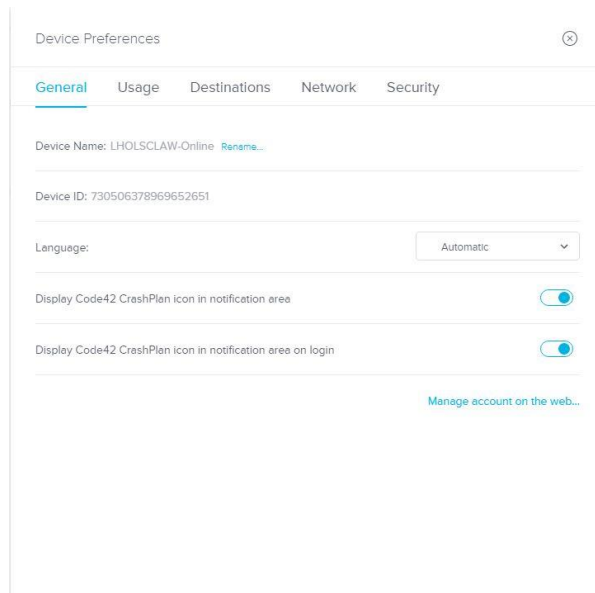 Device Preferences
General Usage Destinations Network Security
Device Name: LHOLSCLAW-Online Rename...
Device ID: 730506378969652651
Language: Automatic
Display Code42 CrashPlan icon in notification area
Display Code42 CrashPlan icon in notification area on login
Manage account on the web...